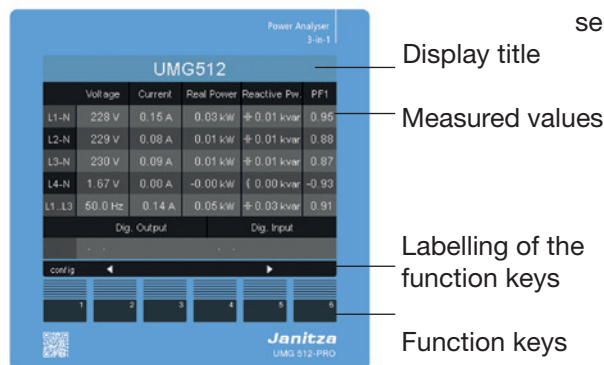 se
Power Analyser
3-in-1
UMG512
Display title
Voltage Current Real Power Reactive Pw. PF1
L1-N 228 V 0.15 A 0.03 kW ⏛ 0.01 kvar 0.95
Measured values
L2-N 229 V 0.08 A 0.01 kW ⏛ 0.01 kvar 0.88
L3-N 230 V 0.09 A 0.01 kW ⏛ 0.01 kvar 0.87
L4-N 1.67 V 0.00 A -0.00 kW 0.00 kvar -0.93
L1..L3 50.0 Hz 0.14 A 0.05 kW ⏛ 0.03 kvar 0.91
Dig. Output Dig. Input
config ◀ ▶
Labelling of the
function keys
1 2 3 4 5 6
Function keys
Janitza
UMG 512-PRO